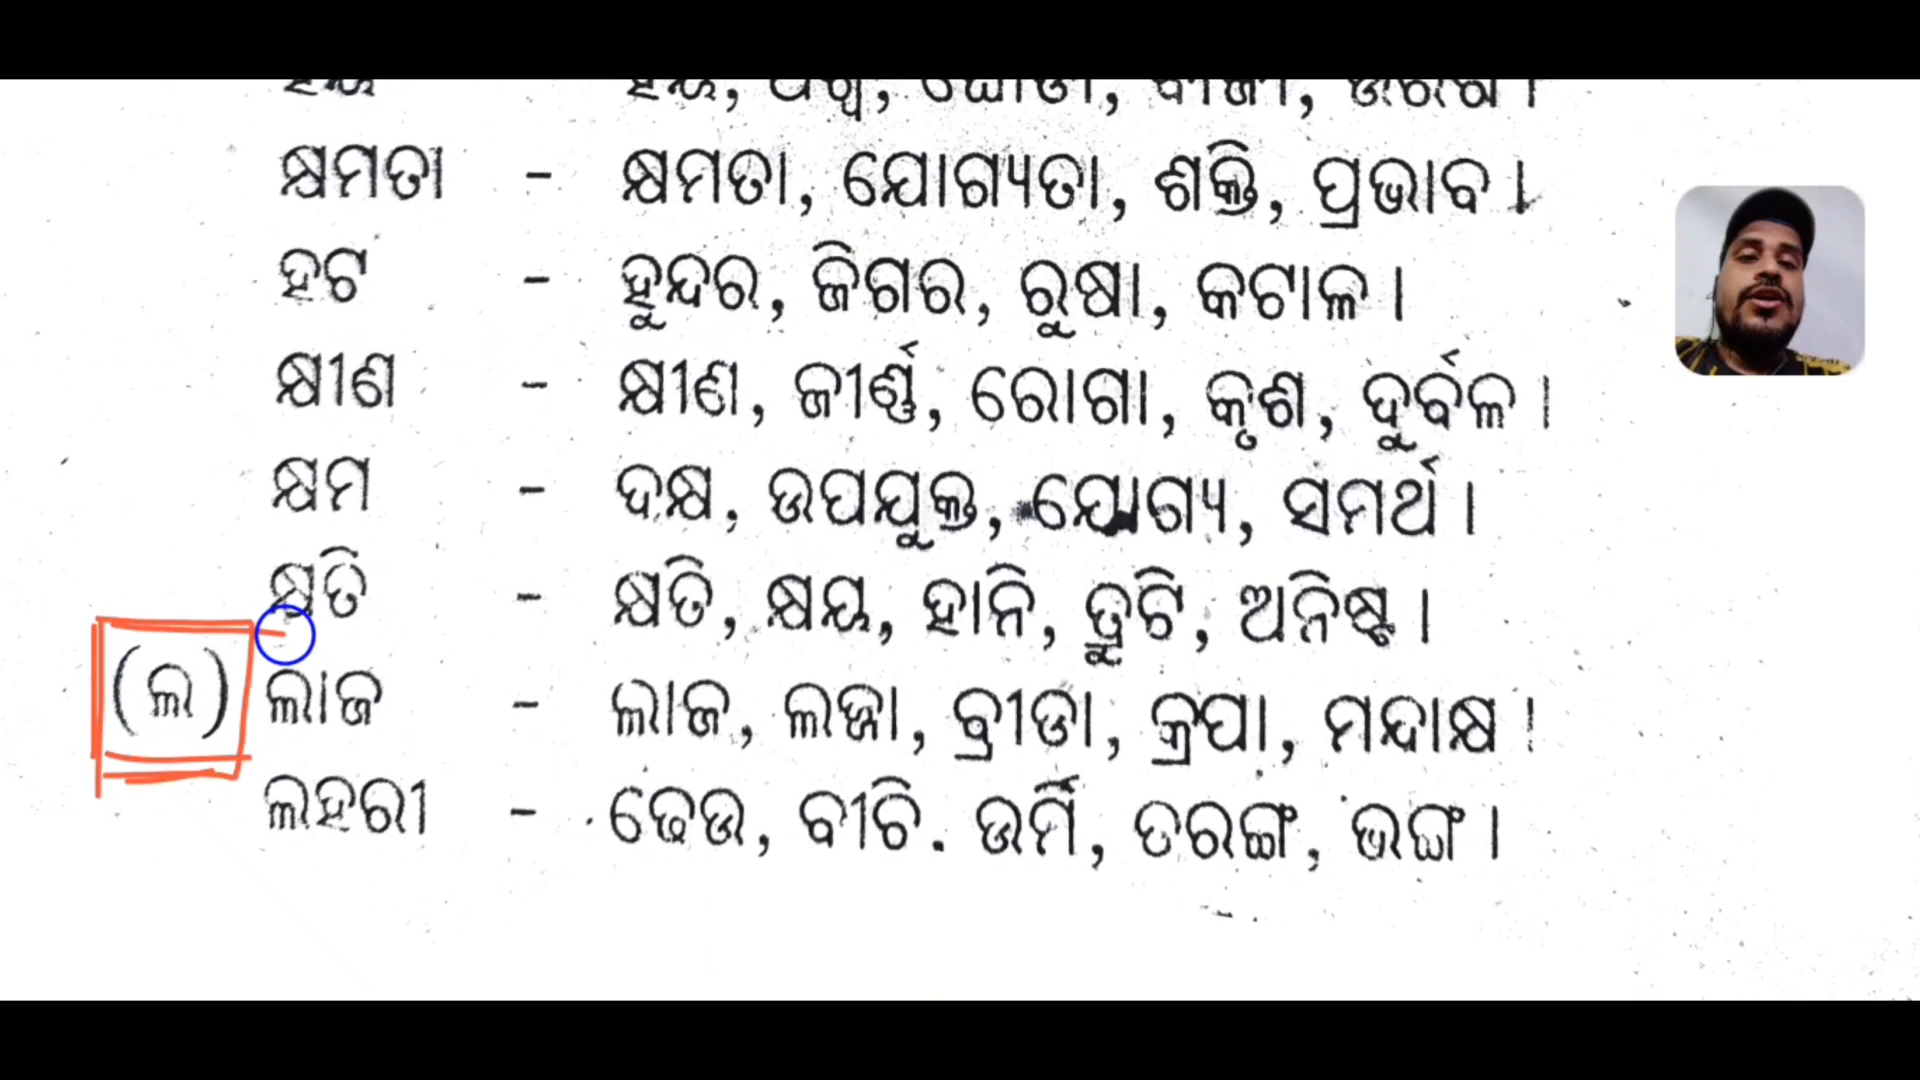 କ୍ଷମତା - କ୍ଷମତା, ଯୋଗ୍ୟତା, ଶକ୍ତି, ପ୍ରଭାବ ।
ହଟ - ହୁନ୍ଦର, ଜିଗର, ରୁଷା, କଟାଳ ।
କ୍ଷୀଣ - କ୍ଷୀଣ, ଜୀର୍ଣ୍ଣ, ରୋଗା, କୃଶ, ଦୁର୍ବଳ ।
କ୍ଷମ - ଦକ୍ଷ, ଉପଯୁକ୍ତ, ଯୋଗ୍ୟ, ସମର୍ଥ ।
କ୍ଷତି - କ୍ଷତି, କ୍ଷୟ, ହାନି, ତ୍ରୁଟି, ଅନିଷ୍ଟ ।
(ଲ) ଲାଜ - ଲାଜ, ଲଜ୍ଜା, ବ୍ରୀଡା, କ୍ରପା, ମନ୍ଦାକ୍ଷ !
ଲହରୀ - ଢେଉ, ବୀଚି. ଉର୍ମି, ତରଙ୍ଗ, ଭଙ୍ଗ ।